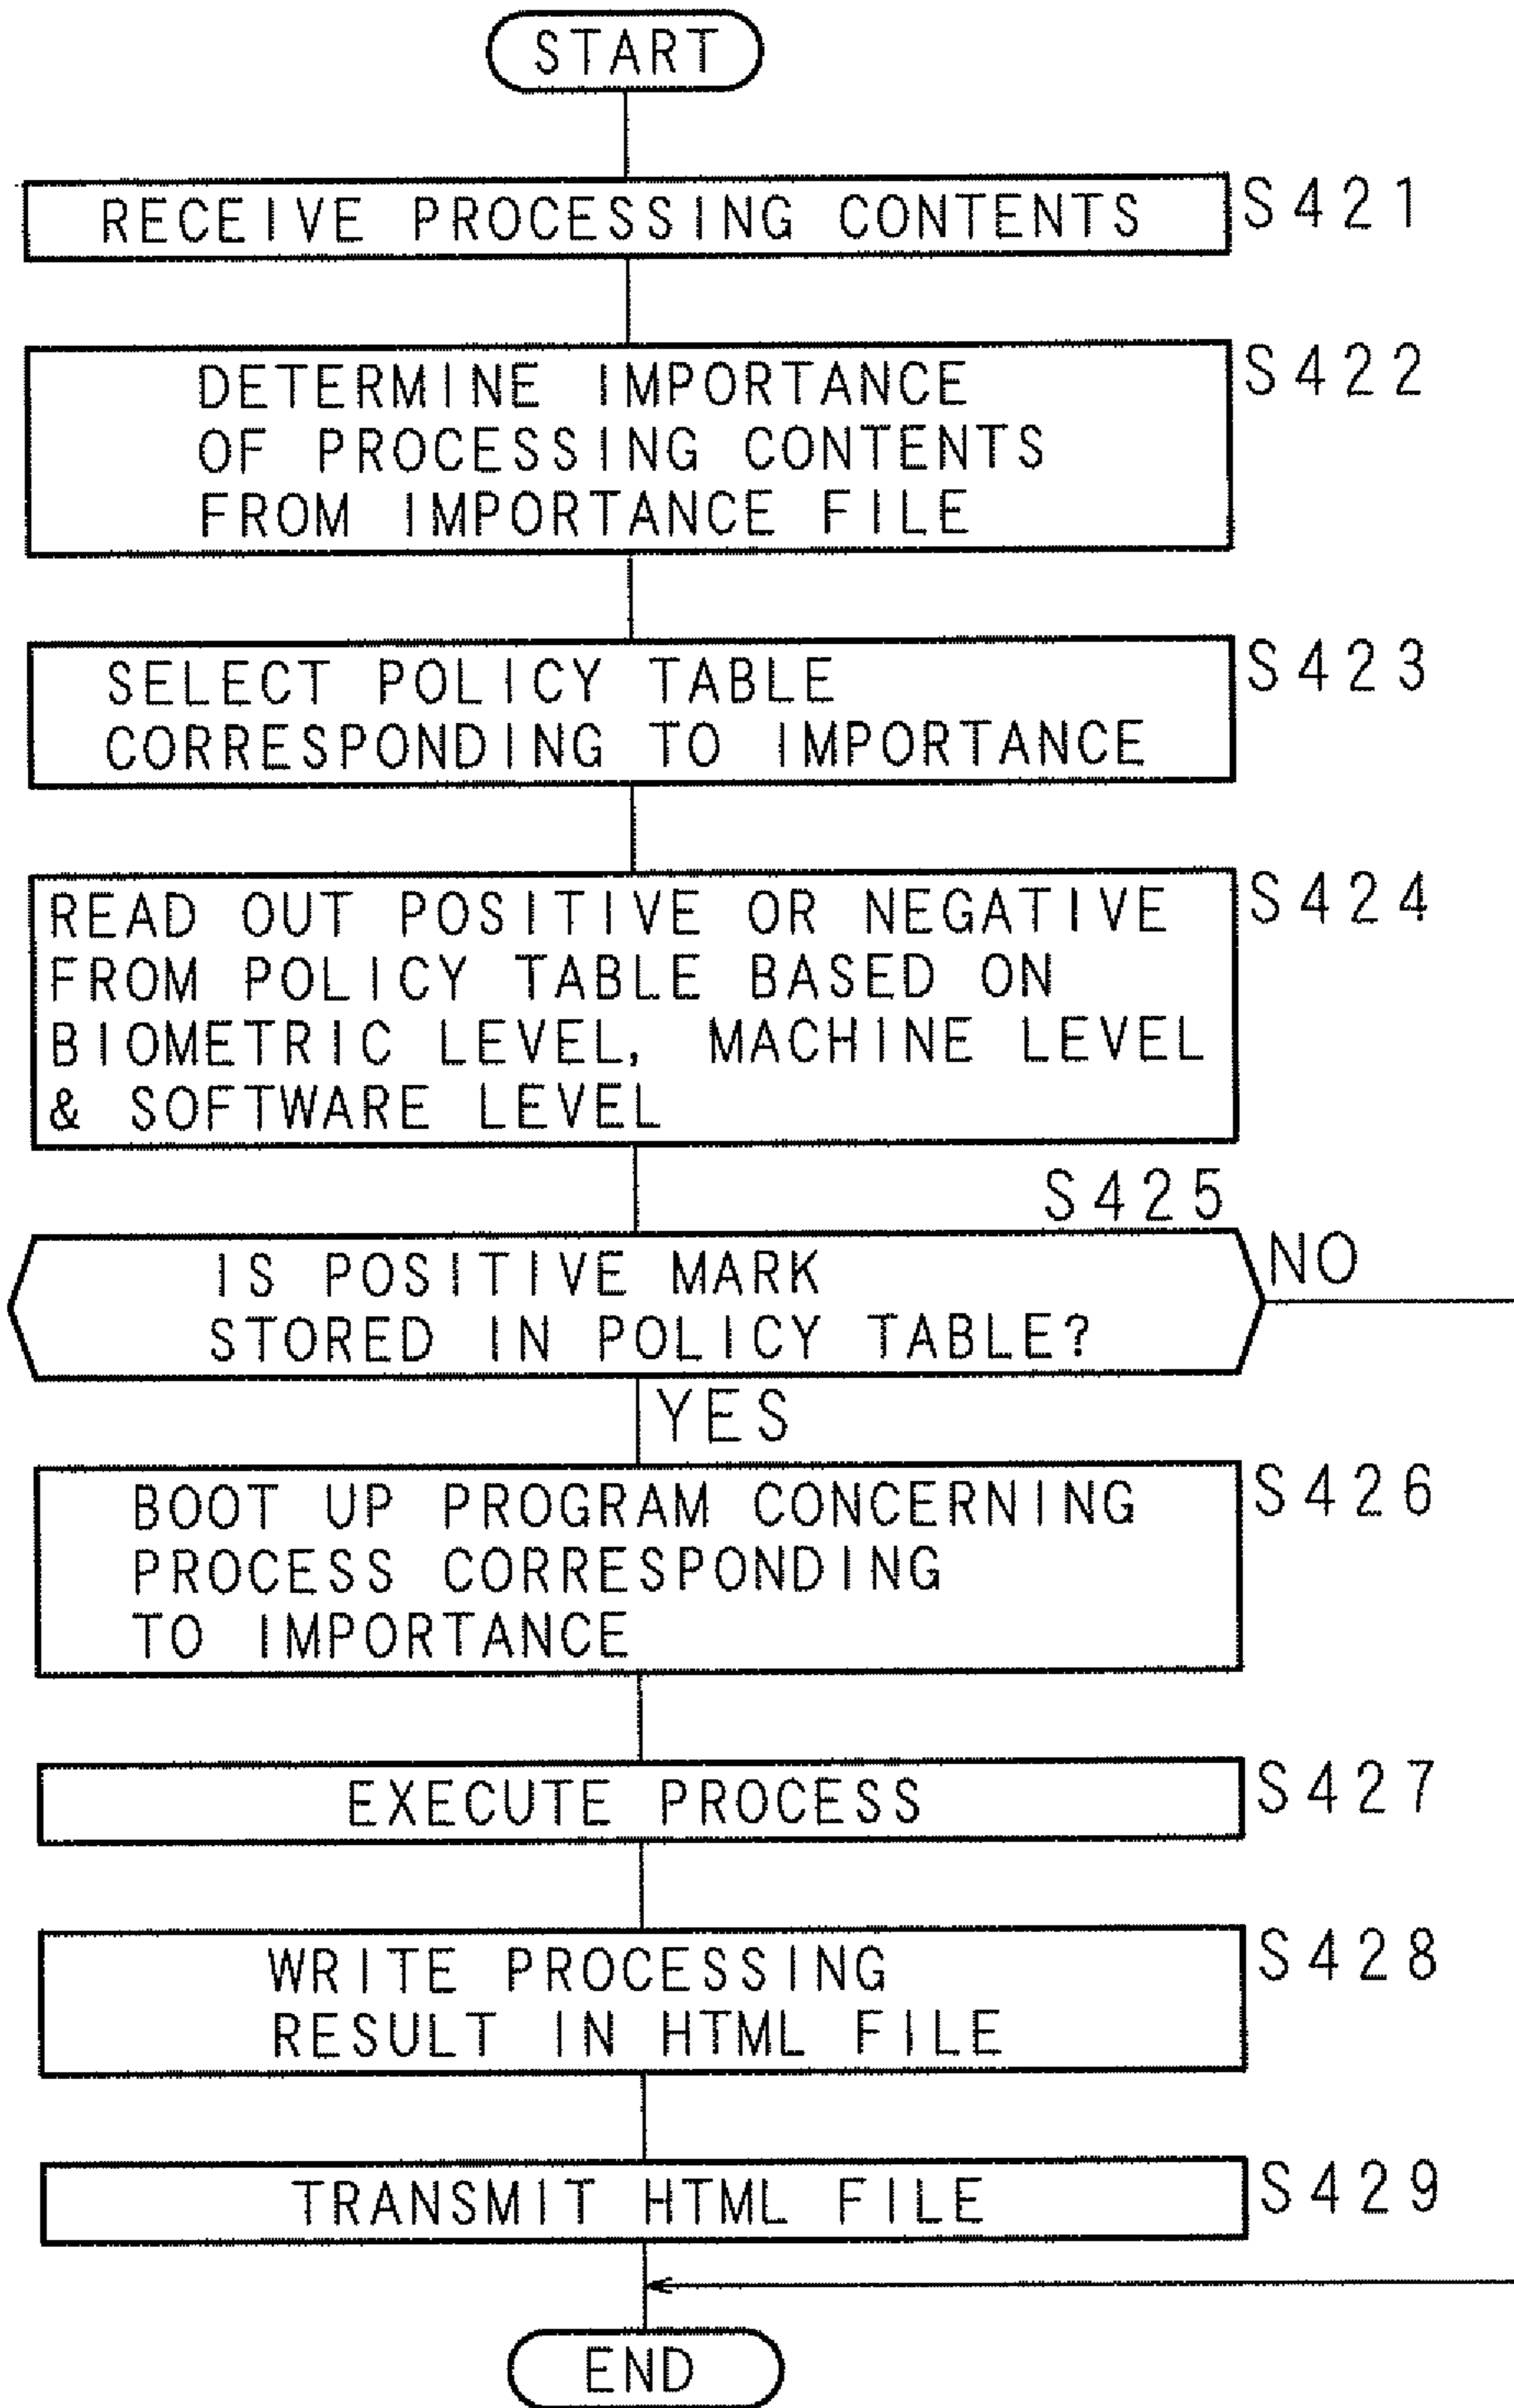 START
RECEIVE PROCESSING CONTENTS S421
DETERMINE IMPORTANCE S422
OF PROCESSING CONTENTS
FROM IMPORTANCE FILE
SELECT POLICY TABLE S423
CORRESPONDING TO IMPORTANCE
READ OUT POSITIVE OR NEGATIVE S424
FROM POLICY TABLE BASED ON
BIOMETRIC LEVEL, MACHINE LEVEL
& SOFTWARE LEVEL
S425
IS POSITIVE MARK NO
STORED IN POLICY TABLE?
YES
BOOT UP PROGRAM CONCERNING S426
PROCESS CORRESPONDING
TO IMPORTANCE
EXECUTE PROCESS S427
WRITE PROCESSING S428
RESULT IN HTML FILE
TRANSMIT HTML FILE S429
END